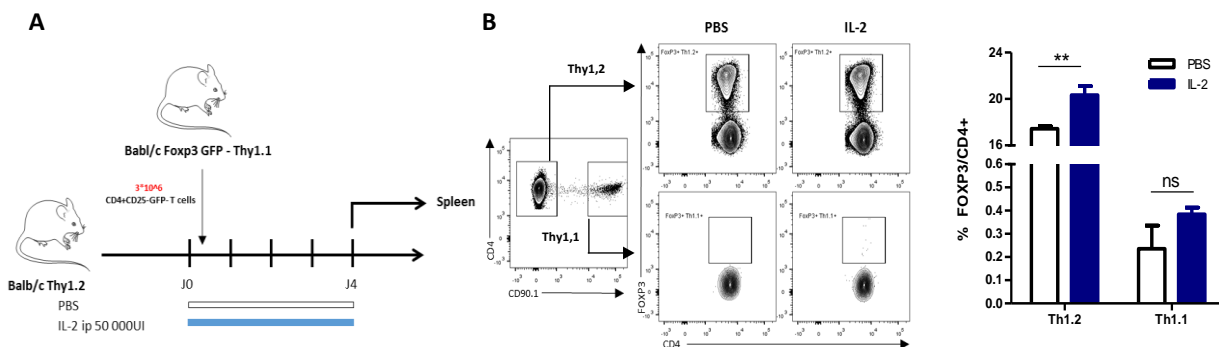 A
Babl/c Foxp3 GFP - Thy1.1
3*10^6
CD4+CD25-GFP- T cells
Balb/c Thy1.2
Spleen
J0
J4
PBS
IL-2 ip 50 000UI
B
PBS
IL-2
Thy1,2
Thy1,1
FoxP3+ Th1.2+
FoxP3+ Th1.2+
FoxP3+ Th1.1+
FoxP3+ Th1.1+
CD4
CD90.1
FOXP3
CD4
% FOXP3/CD4+
24
20
16
0.6
0.5
0.4
0.3
0.2
0.1
0.0
**
ns
PBS
IL-2
Th1.2
Th1.1